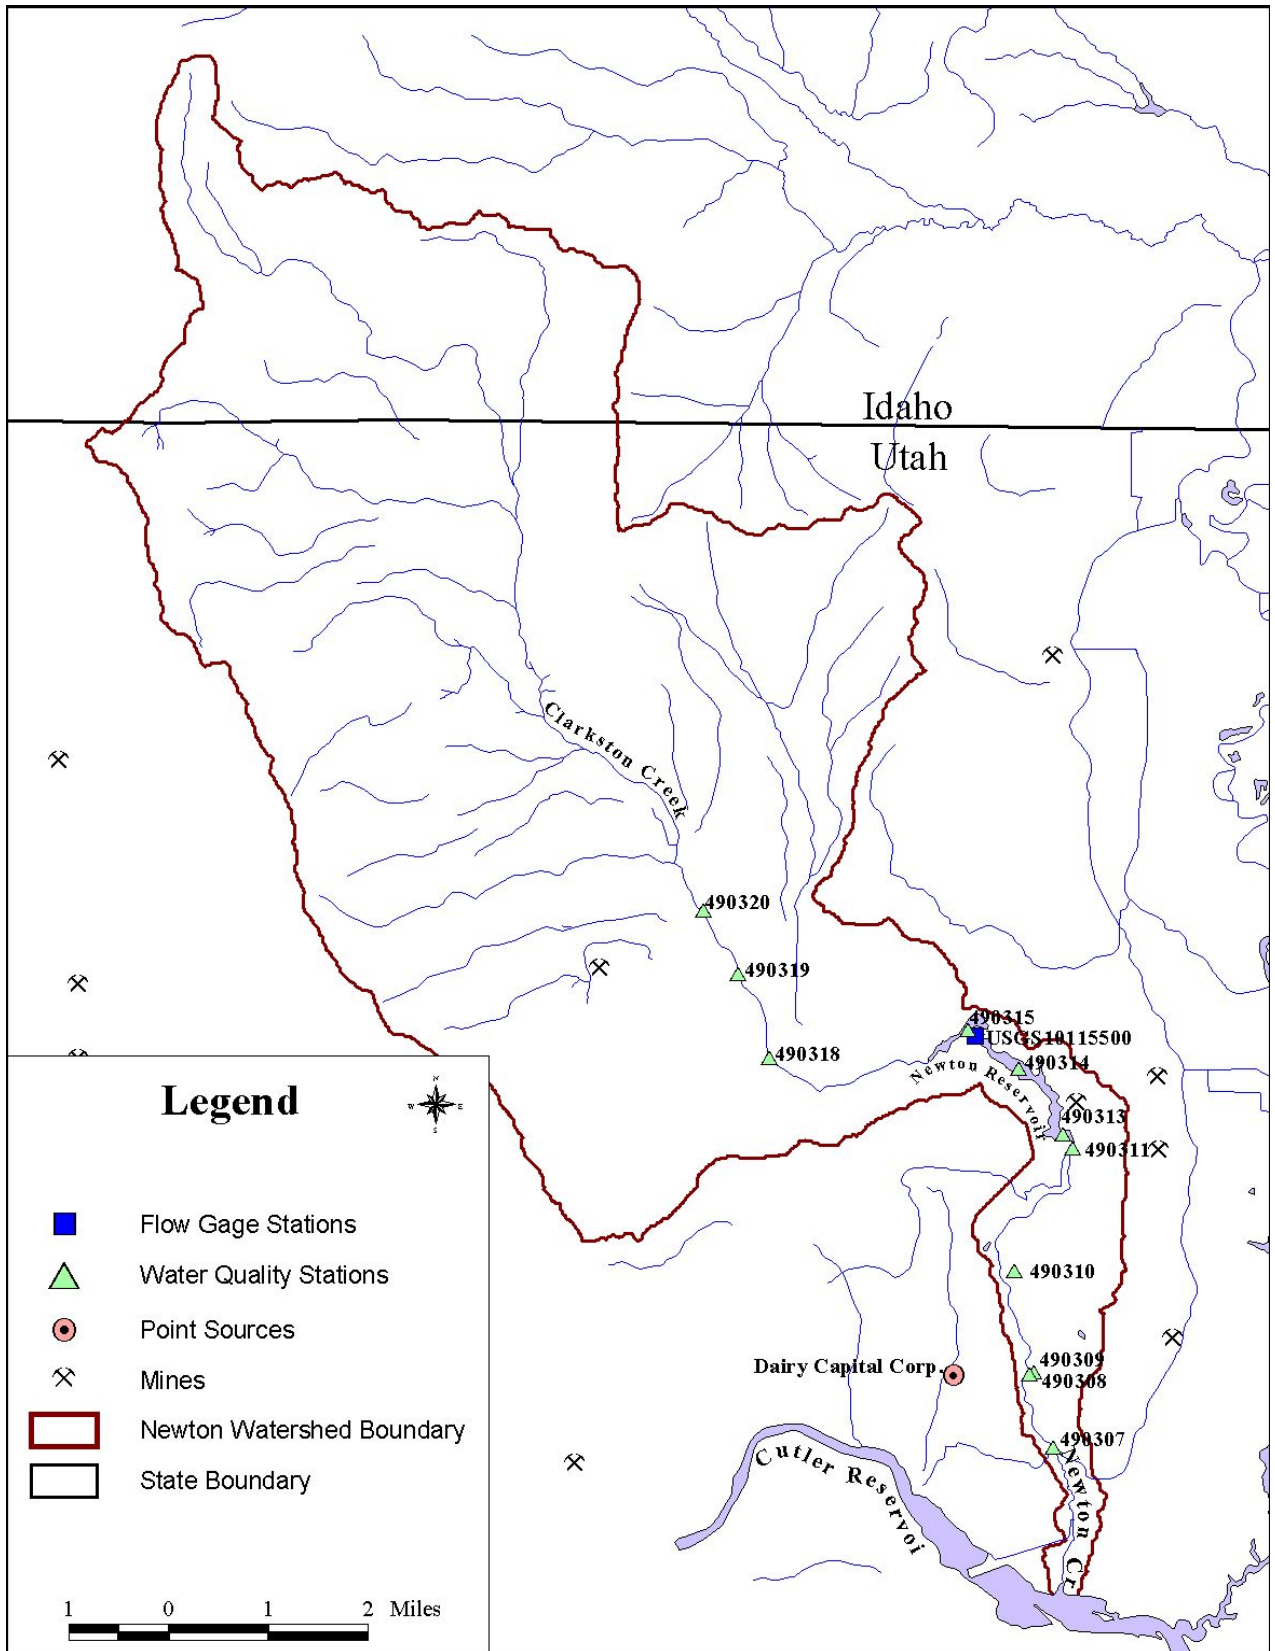 Idaho
Utah
Clarkston Creek
490320
490319
490318
490315
USGS10115500
490314
Newton Reservoir
490313
490311
490310
490309
490308
Dairy Capital Corp.
490307
Cutler Reservoi
Newton Cr
Legend
N
W E
S
Flow Gage Stations
Water Quality Stations
Point Sources
Mines
Newton Watershed Boundary
State Boundary
1 0 1 2 Miles